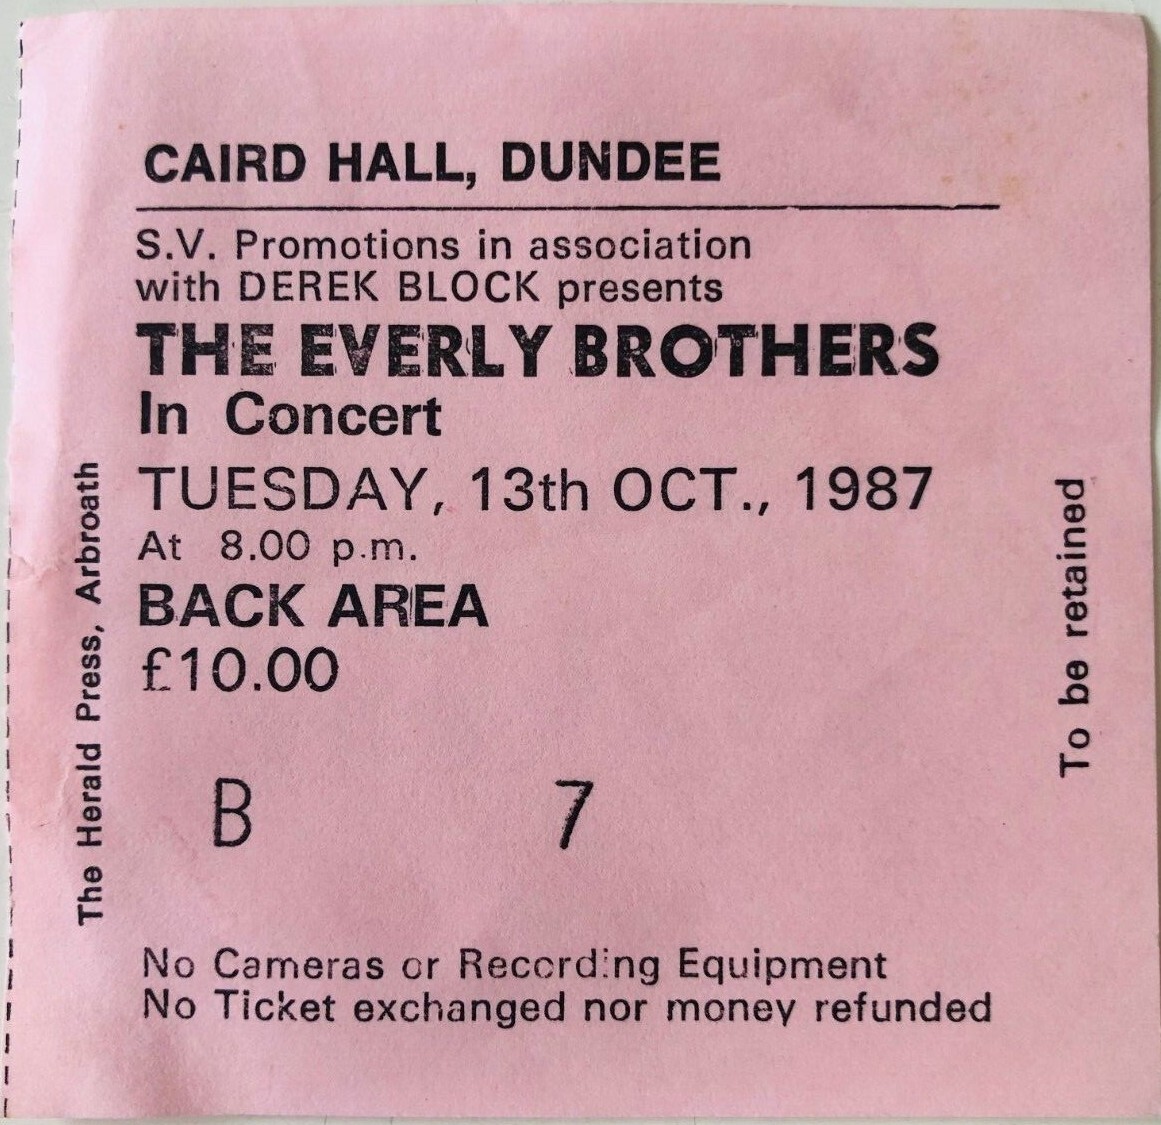 CAIRD HALL, DUNDEE
S.V. Promotions in association
with DEREK BLOCK presents
THE EVERLY BROTHERS
In Concert
TUESDAY, 13th OCT., 1987
At 8.00 p.m.
BACK AREA
£10.00
B 7
No Cameras or Recording Equipment
No Ticket exchanged nor money refunded
The Herald Press, Arbroath
To be retained